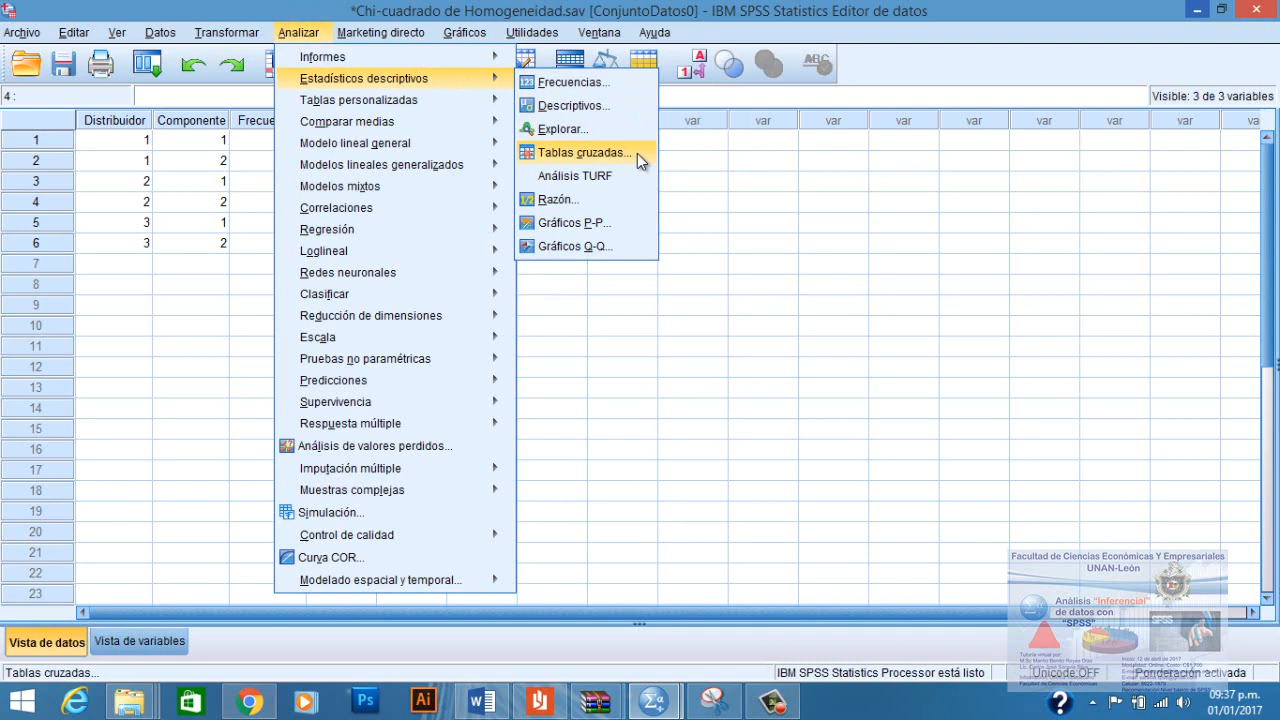 *Chi-cuadrado de Homogeneidad.sav [ConjuntoDatos0] - IBM SPSS Statistics Editor de datos
Archivo Editar Ver Datos Transformar Analizar Marketing directo Gráficos Utilidades Ventana Ayuda
4 :
Visible: 3 de 3 variables
Distribuidor Componente Frecue
var var var var var var var var va
1 1 1
2 1 2
3 2 1
4 2 2
5 3 1
6 3 2
7
8
9
10
11
12
13
14
15
16
17
18
19
20
21
22
23
Informes
Estadísticos descriptivos
Tablas personalizadas
Comparar medias
Modelo lineal general
Modelos lineales generalizados
Modelos mixtos
Correlaciones
Regresión
Loglineal
Redes neuronales
Clasificar
Reducción de dimensiones
Escala
Pruebas no paramétricas
Predicciones
Supervivencia
Respuesta múltiple
Análisis de valores perdidos...
Imputación múltiple
Muestras complejas
Simulación...
Control de calidad
Curva COR...
Modelado espacial y temporal...
Frecuencias...
Descriptivos...
Explorar...
Tablas cruzadas...
Análisis TURF
Razón...
Gráficos P-P...
Gráficos Q-Q...
Facultad de Ciencias Económicas Y Empresariales
UNAN-León
Análisis "Inferencial"
de datos con
"SPSS"
SPSS
Vista de datos Vista de variables
Tablas cruzadas...
IBM SPSS Statistics Processor está listo
Unicode:OFF
Ponderación activada
09:37 p.m.
01/01/2017